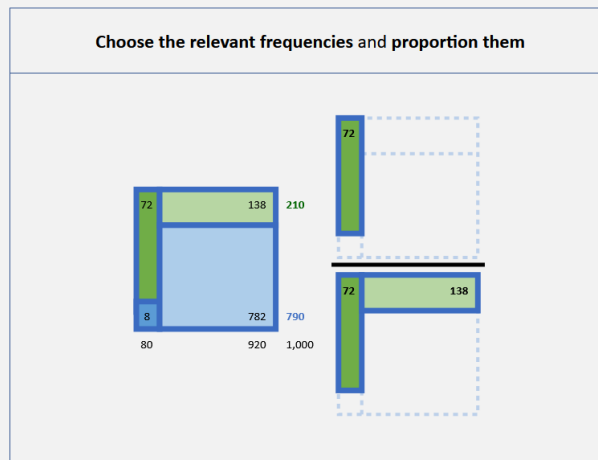 Choose the relevant frequencies and proportion them
72
72 138 210
72 138
8 782 790
80 920 1,000